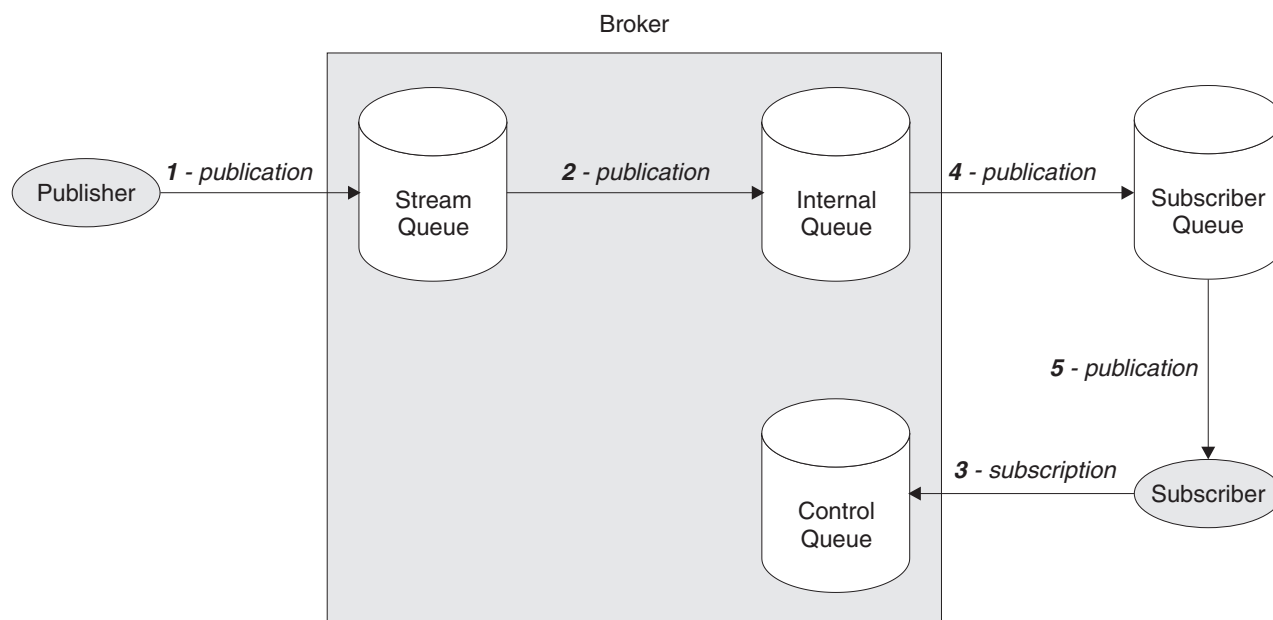 Broker
Publisher
1 - publication
Stream
Queue
2 - publication
Internal
Queue
4 - publication
Subscriber
Queue
5 - publication
Control
Queue
3 - subscription
Subscriber